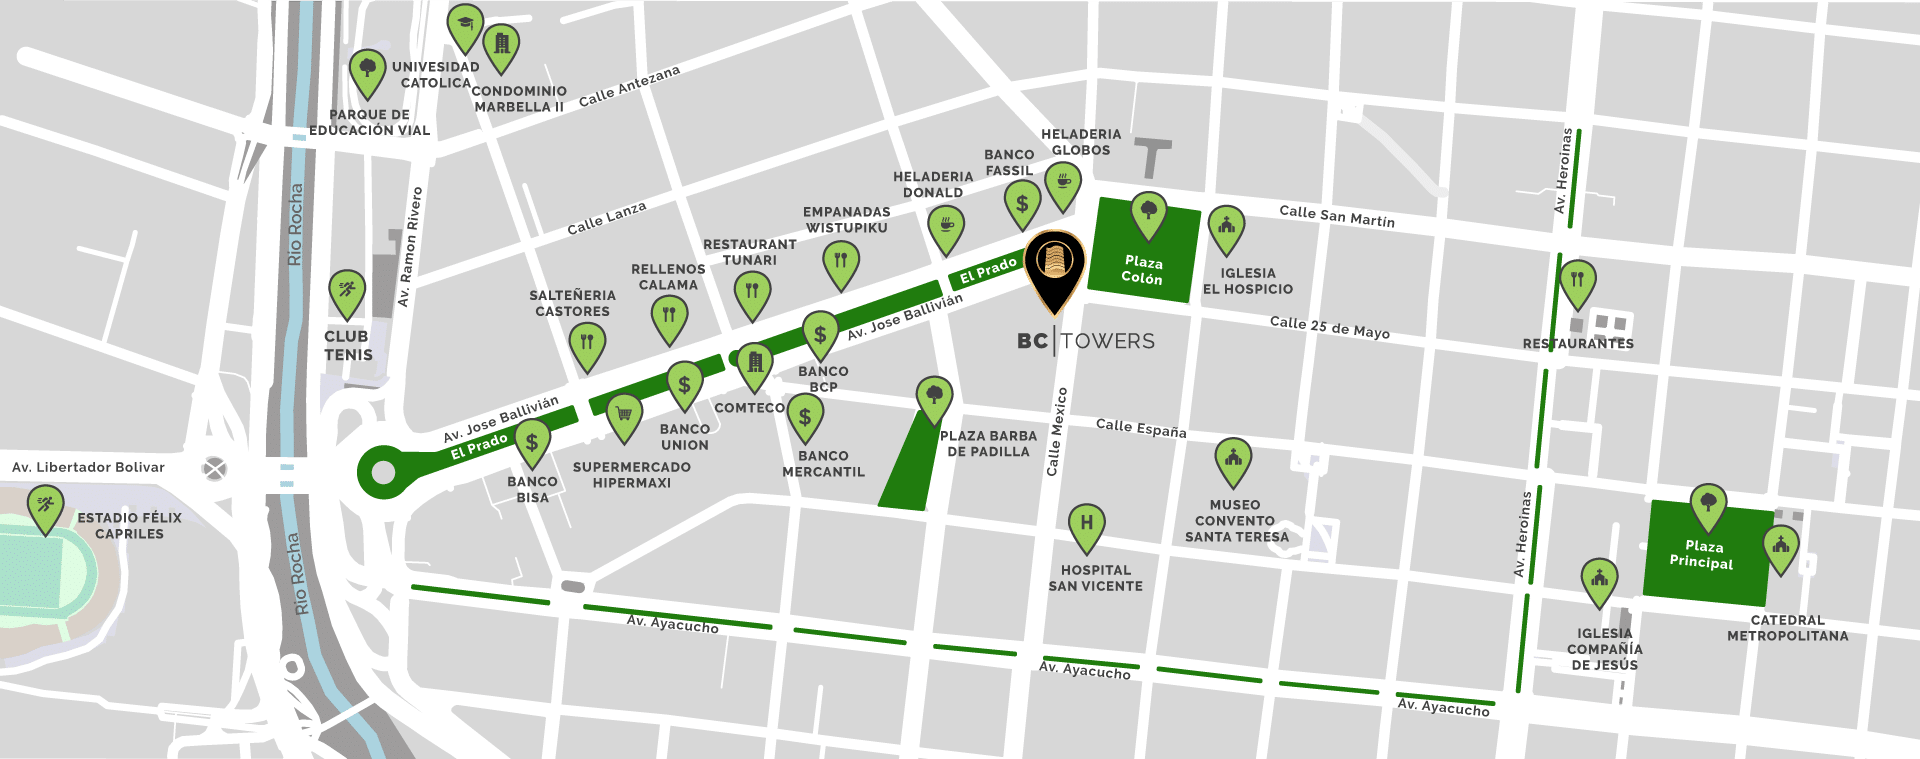 UNIVESIDAD
CATOLICA
CONDOMINIO
MARBELLA II
PARQUE DE
EDUCACIÓN VIAL
Calle Antezana
HELADERIA
GLOBOS
BANCO
FASSIL
HELADERIA
DONALD
EMPANADAS
WISTUPIKU
RESTAURANT
TUNARI
RELLENOS
CALAMA
SALTEÑERIA
CASTORES
Calle Lanza
Rio Rocha
Av. Ramon Rivero
CLUB
TENIS
$
Plaza
Colón
IGLESIA
EL HOSPICIO
Calle San Martín
Av. Heroinas
El Prado
Av. Jose Ballivián
BC TOWERS
Calle 25 de Mayo
RESTAURANTES
$
BANCO
BCP
COMTECO
$
BANCO
UNION
$
BANCO
MERCANTIL
SUPERMERCADO
HIPERMAXI
Av. Jose Ballivián
El Prado
$
BANCO
BISA
PLAZA BARBA
DE PADILLA
Calle Mexico
Calle España
MUSEO
CONVENTO
SANTA TERESA
H
HOSPITAL
SAN VICENTE
Av. Libertador Bolivar
ESTADIO FÉLIX
CAPRILES
Rio Rocha
Av. Heroinas
Plaza
Principal
IGLESIA
COMPAÑÍA
DE JESÚS
CATEDRAL
METROPOLITANA
Av. Ayacucho
Av. Ayacucho
Av. Ayacucho